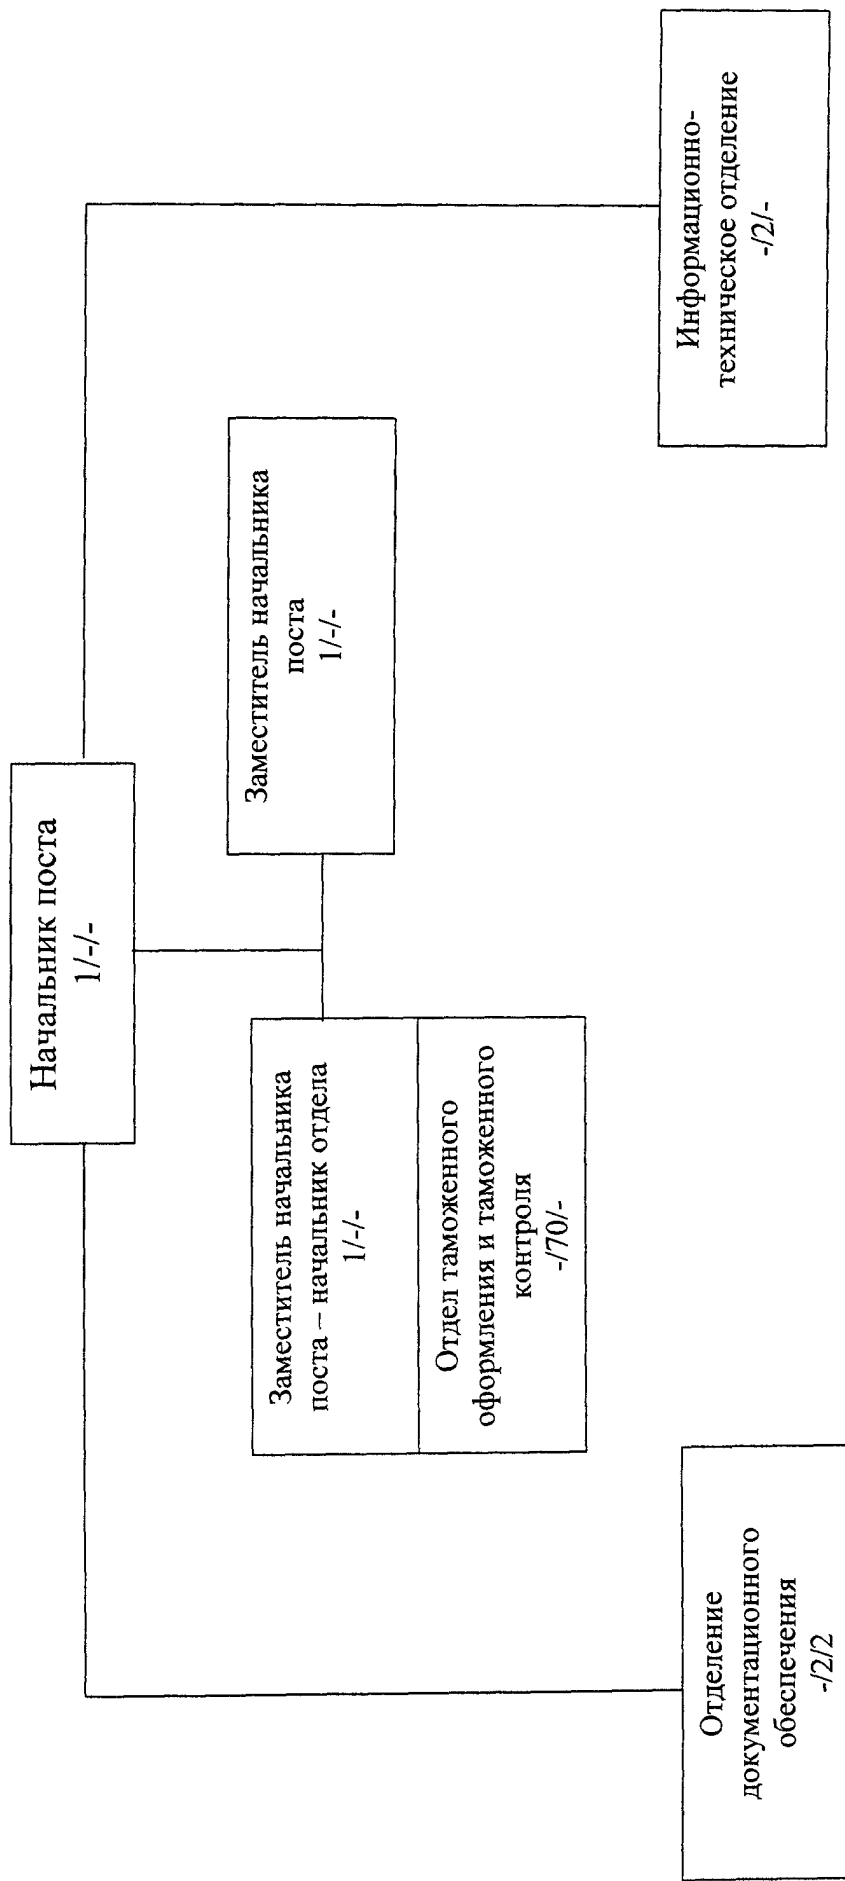 Начальник поста
1/-/-
Заместитель начальника
поста – начальник отдела
1/-/-
Отдел таможенного
оформления и таможенного
контроля
-/70/-
Заместитель начальника
поста
1/-/-
Отделение
документационного
обеспечения
-/2/2
Информационно-
техническое отделение
-/2/-